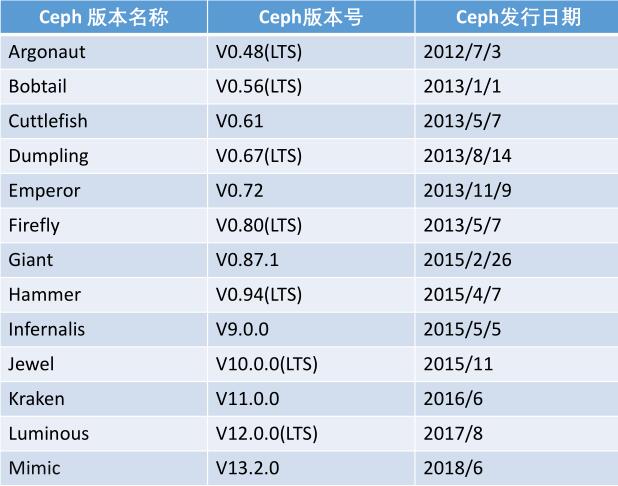 Ceph 版本名称 Ceph版本号 Ceph发行日期
Argonaut V0.48(LTS) 2012/7/3
Bobtail V0.56(LTS) 2013/1/1
Cuttlefish V0.61 2013/5/7
Dumpling V0.67(LTS) 2013/8/14
Emperor V0.72 2013/11/9
Firefly V0.80(LTS) 2013/5/7
Giant V0.87.1 2015/2/26
Hammer V0.94(LTS) 2015/4/7
Infernalis V9.0.0 2015/5/5
Jewel V10.0.0(LTS) 2015/11
Kraken V11.0.0 2016/6
Luminous V12.0.0(LTS) 2017/8
Mimic V13.2.0 2018/6